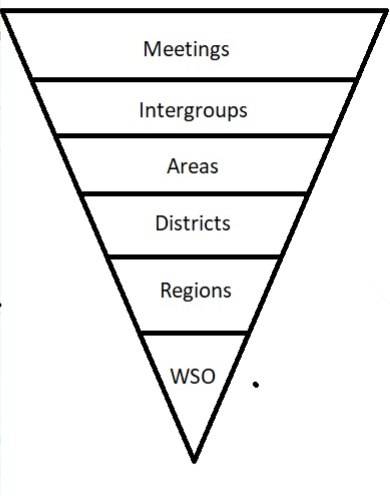 Meetings
Intergroups
Areas
Districts
Regions
WSO